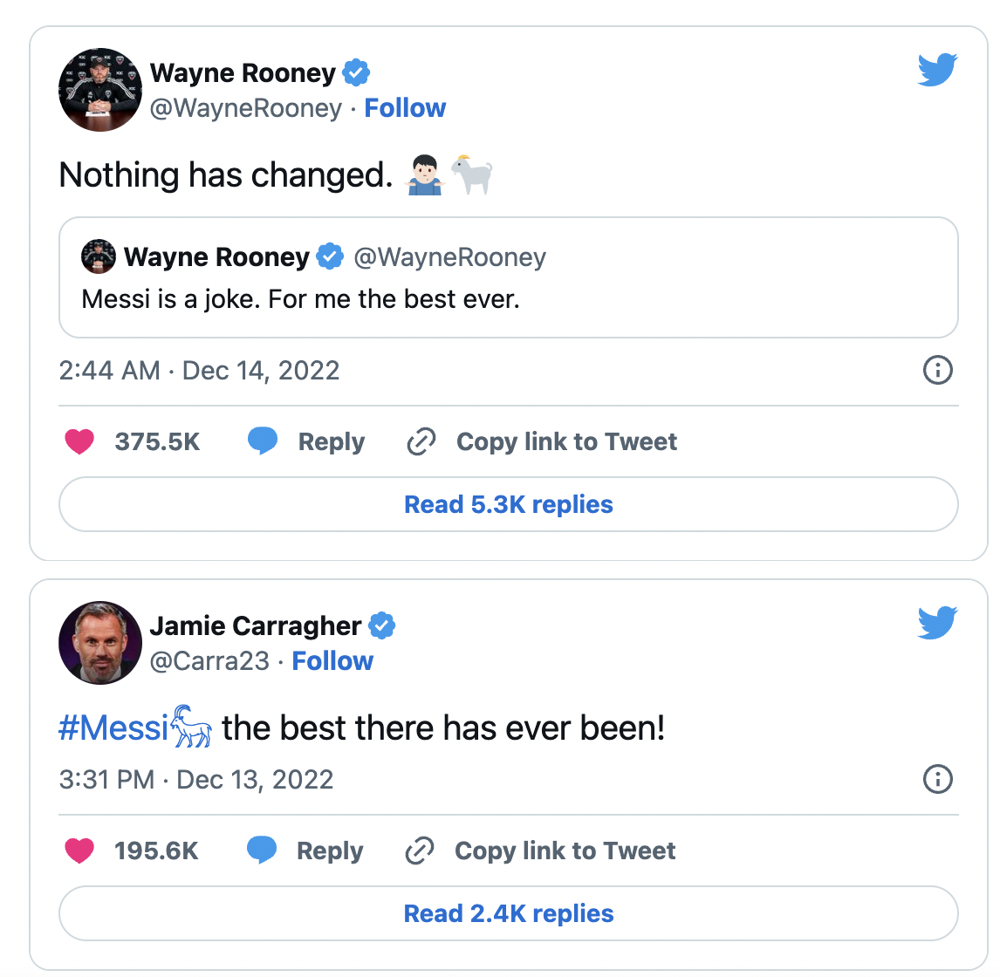 Wayne Rooney
@WayneRooney · Follow
Nothing has changed. 🤷🏻‍♂️🐐
Wayne Rooney @WayneRooney
Messi is a joke. For me the best ever.
2:44 AM · Dec 14, 2022
375.5K Reply Copy link to Tweet
Read 5.3K replies
Jamie Carragher
@Carra23 · Follow
#Messi the best there has ever been!
3:31 PM · Dec 13, 2022
195.6K Reply Copy link to Tweet
Read 2.4K replies